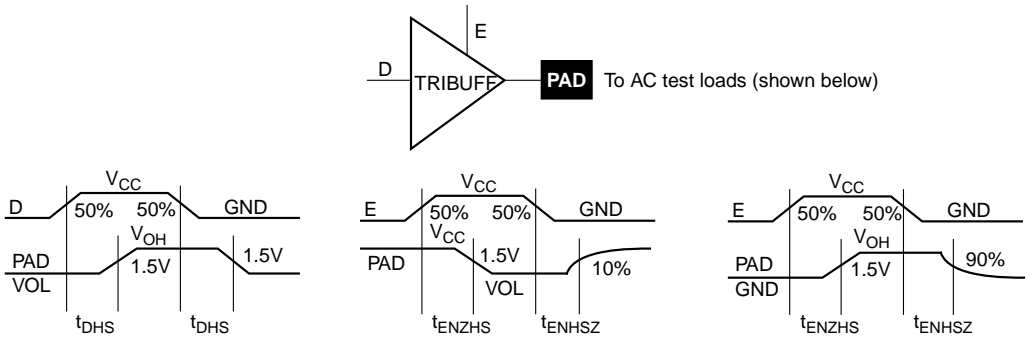 E
D
TRIBUFF
PAD
To AC test loads (shown below)
VCC
D
50%
50%
GND
VOH
PAD
1.5V
1.5V
VOL
tDHS
tDHS
VCC
E
50%
50%
GND
VCC
1.5V
PAD
10%
VOL
tENZHS
tENHSZ
VCC
E
50%
50%
GND
VOH
PAD
1.5V
90%
GND
tENZHS
tENHSZ